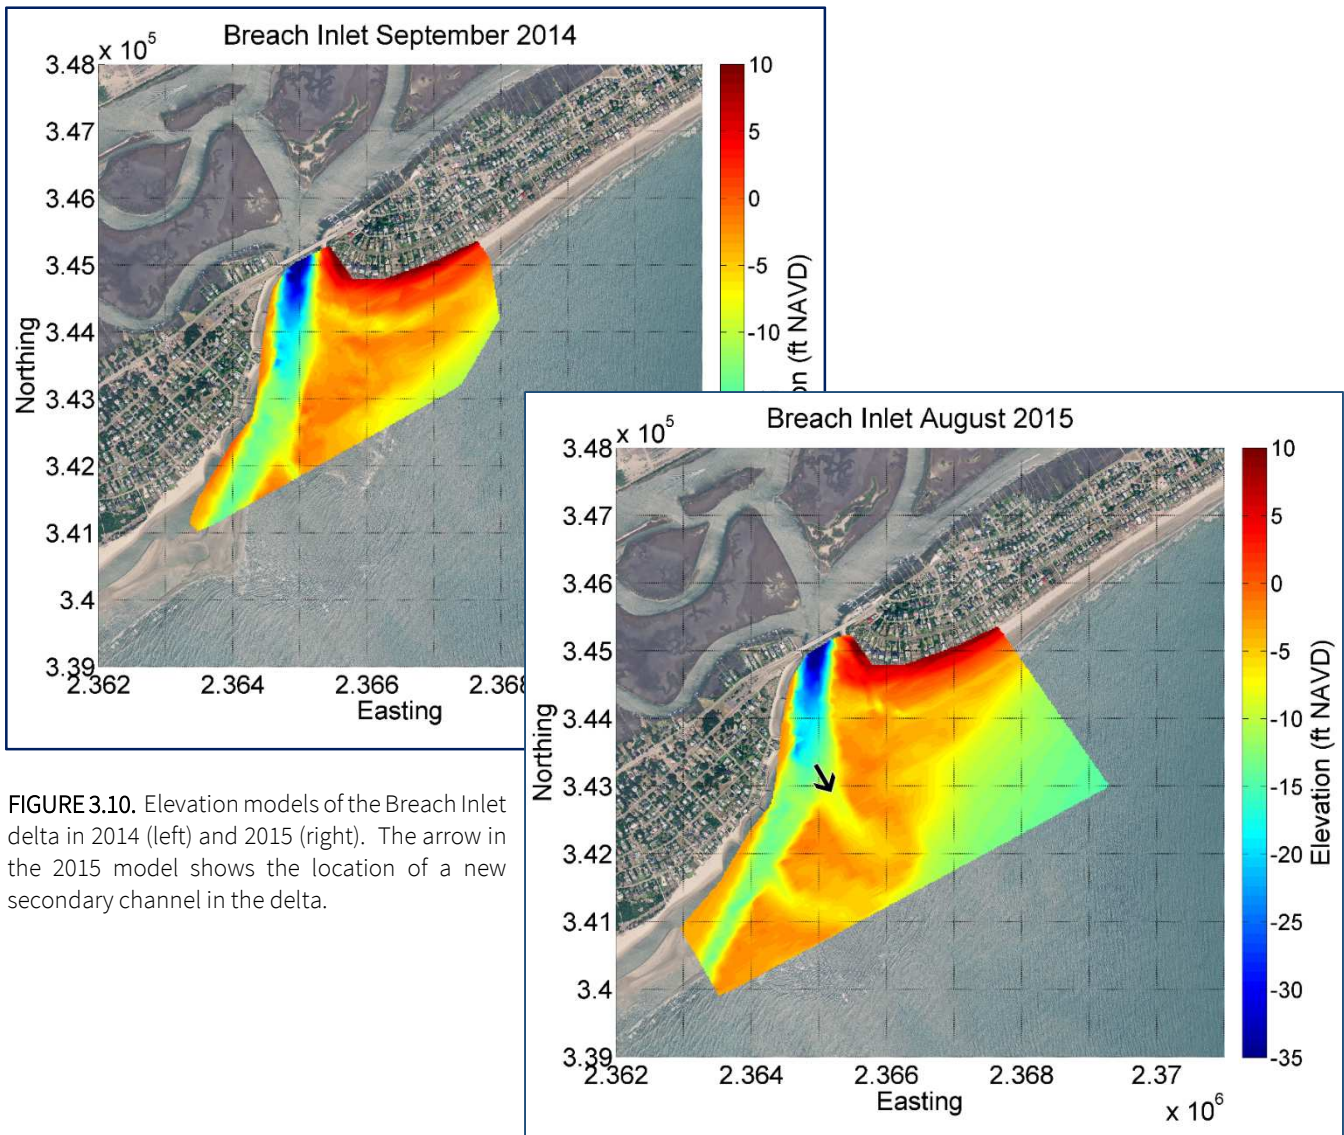 Breach Inlet September 2014
x 10⁵
3.48
3.47
3.46
3.45
3.44
3.43
3.42
3.41
3.4
3.39
Northing
2.362
2.364
2.366
2.368
Easting
10
5
0
-5
-10
(ft NAVD)
Breach Inlet August 2015
x 10⁵
3.48
3.47
3.46
3.45
3.44
3.43
3.42
3.41
3.4
3.39
Northing
2.362
2.364
2.366
2.368
2.37
x 10⁶
Easting
10
5
0
-5
-10
-15
-20
-25
-30
-35
Elevation (ft NAVD)
FIGURE 3.10. Elevation models of the Breach Inlet
delta in 2014 (left) and 2015 (right). The arrow in
the 2015 model shows the location of a new
secondary channel in the delta.